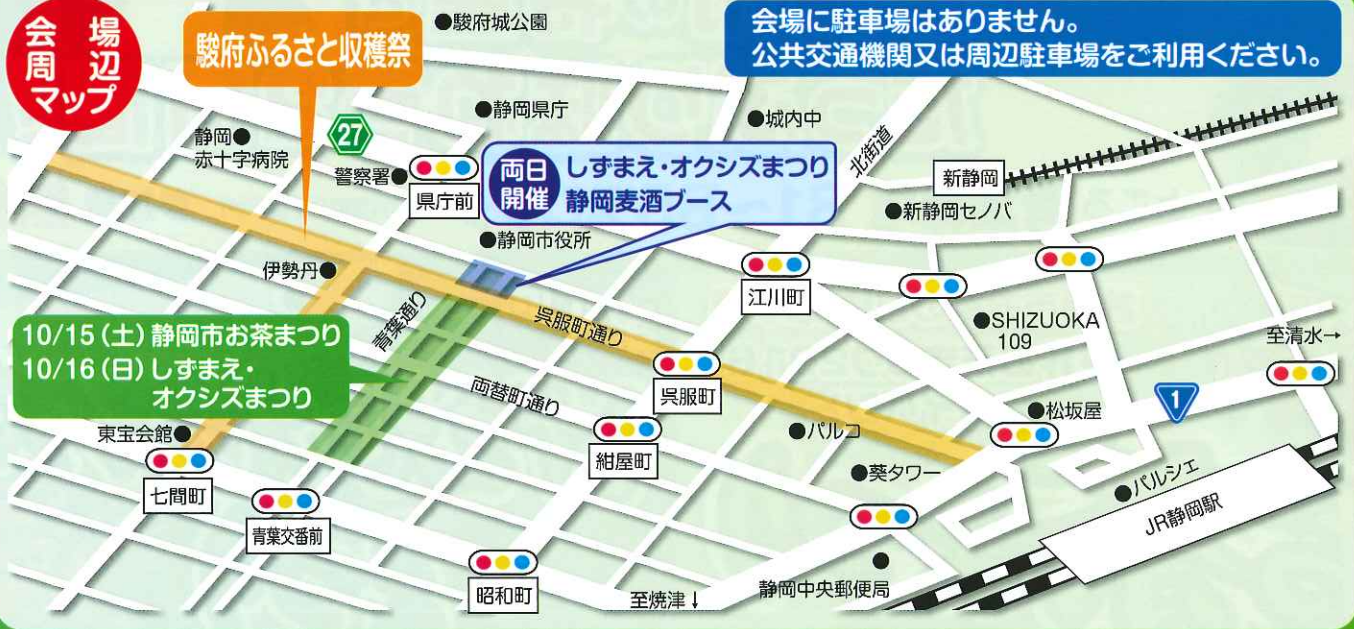 会場
周辺
マップ
駿府ふるさと収穫祭
●駿府城公園
会場に駐車場はありません。
公共交通機関又は周辺駐車場をご利用ください。
●静岡県庁
●城内中
北街道
静岡●
赤十字病院
27
警察署●
県庁前
両日
開催
しずまえ・オクシズまつり
静岡麦酒ブース
新静岡
●新静岡セノバ
●静岡市役所
伊勢丹●
江川町
青葉通り
呉服町通り
10/15(土)静岡市お茶まつり
10/16(日)しずまえ・
オクシズまつり
●SHIZUOKA
109
至清水→
両替町通り
呉服町
1
●松坂屋
東宝会館●
●パルコ
紺屋町
七間町
●葵タワー
●パルシェ
JR静岡駅
青葉交番前
昭和町
至焼津↓
静岡中央郵便局